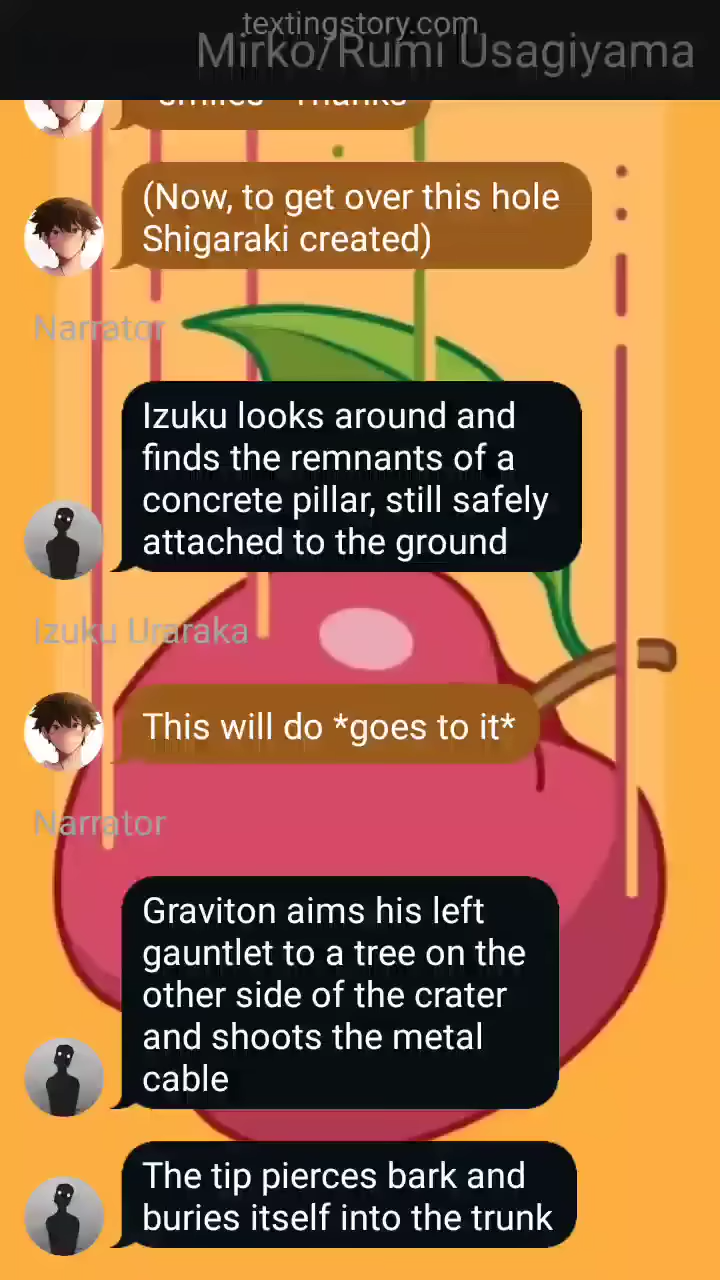 textingstory.com
Mirko/Rumi Usagiyama
*smiles* Thanks
(Now, to get over this hole
Shigaraki created)
Narrator
Izuku looks around and
finds the remnants of a
concrete pillar, still safely
attached to the ground
Izuku Uraraka
This will do *goes to it*
Narrator
Graviton aims his left
gauntlet to a tree on the
other side of the crater
and shoots the metal
cable
The tip pierces bark and
buries itself into the trunk